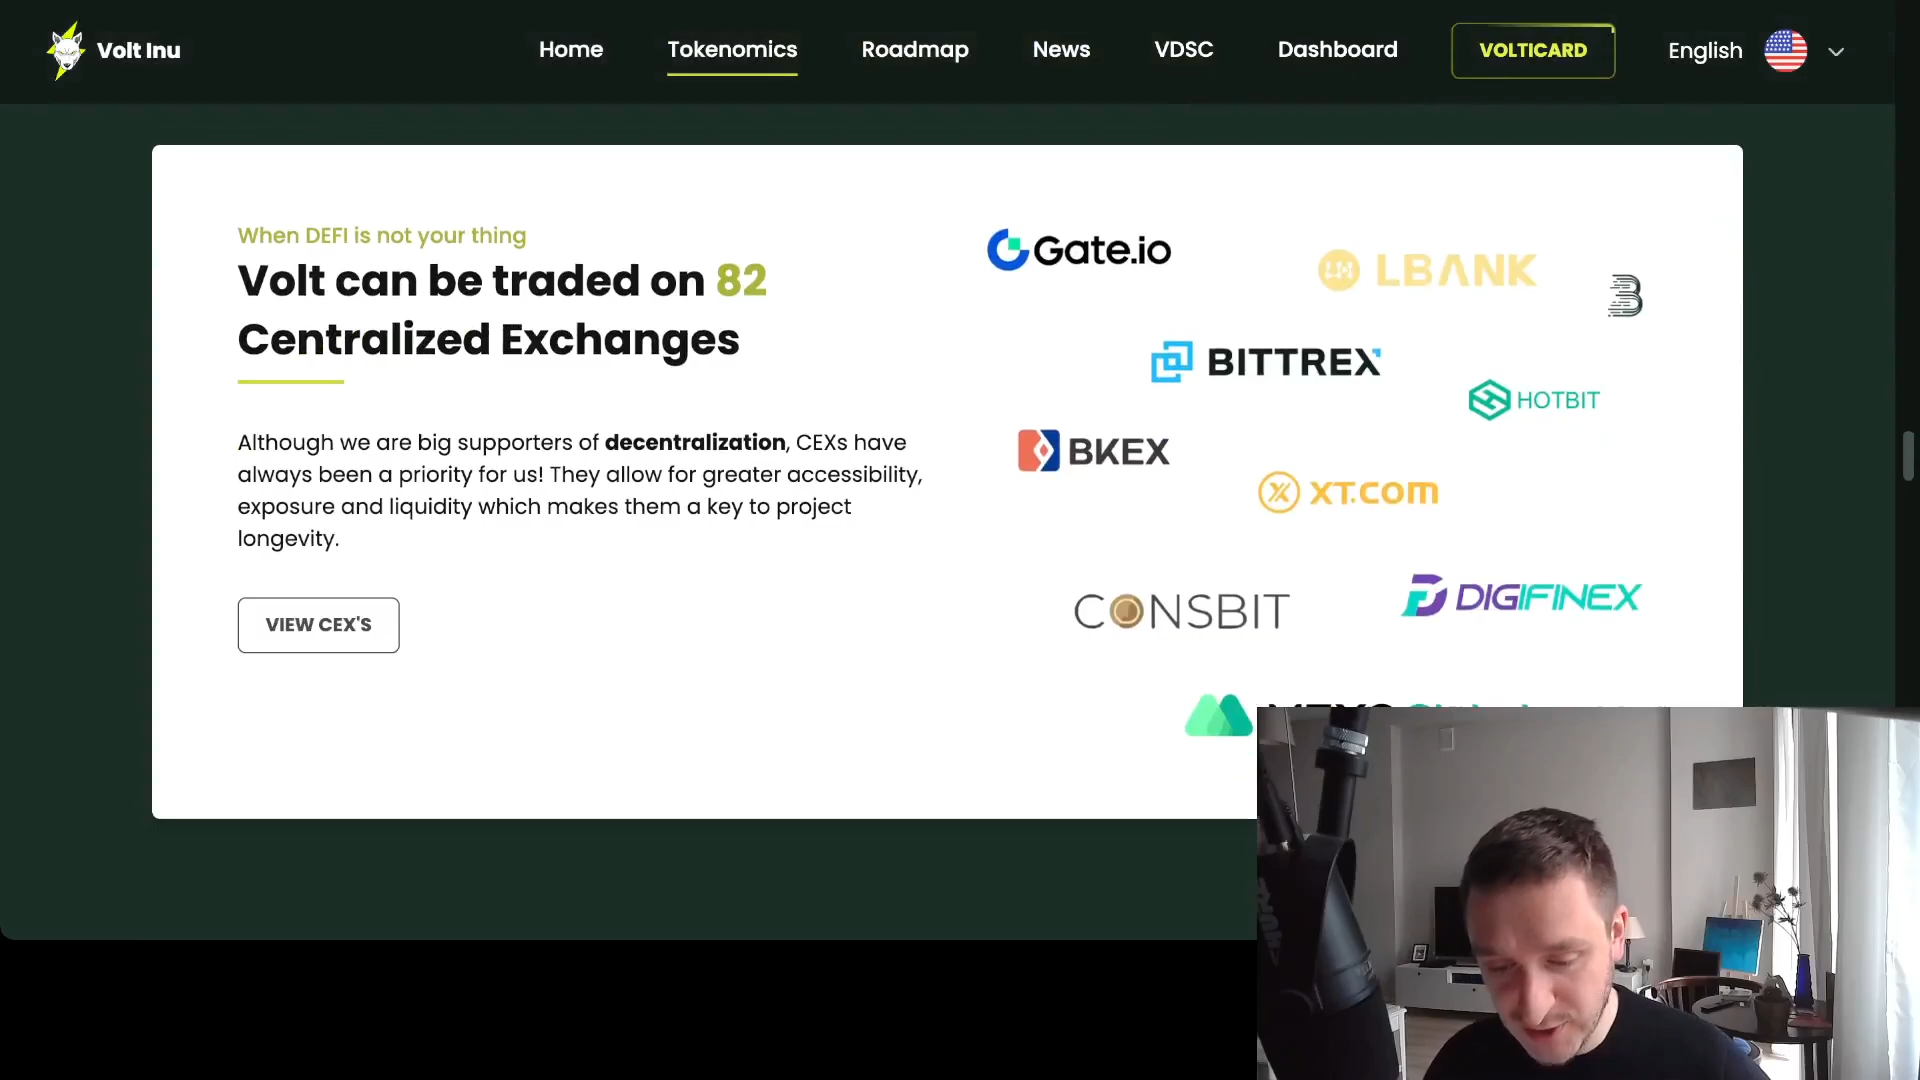 Volt Inu
Home
Tokenomics
Roadmap
News
VDSC
Dashboard
VOLTICARD
English
When DEFI is not your thing
Volt can be traded on 82
Centralized Exchanges
Although we are big supporters of decentralization, CEXs have
always been a priority for us! They allow for greater accessibility,
exposure and liquidity which makes them a key to project
longevity.
VIEW CEX'S
Gate.io
LBANK
BITTREX
HOTBIT
BKEX
XT.COM
CONSBIT
DIGIFINEX